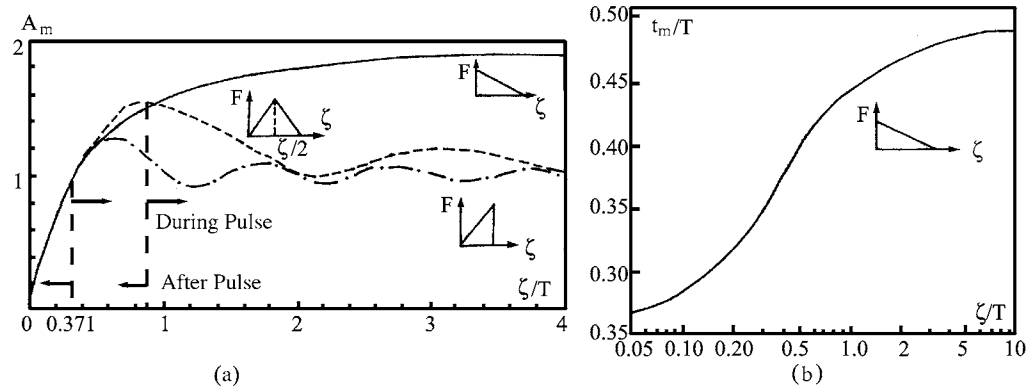 A_m
2
1
F
ζ
F
ζ
ζ/2
F
ζ
During Pulse
After Pulse
ζ/T
0 0.371 1 2 3 4
(a)
0.50
0.45
0.40
0.35
0.30
0.35
t_m/T
F
ζ
ζ/T
0.05 0.10 0.20 0.5 1.0 2 5 10
(b)